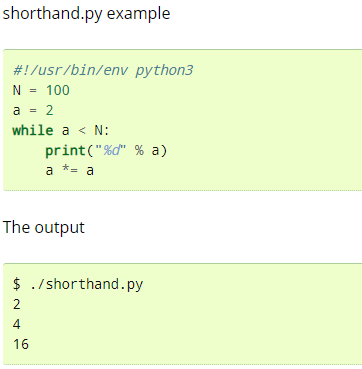 shorthand.py example
#!/usr/bin/env python3
N = 100
a = 2
while a < N:
    print("%d" % a)
    a *= a
The output
$ ./shorthand.py
2
4
16